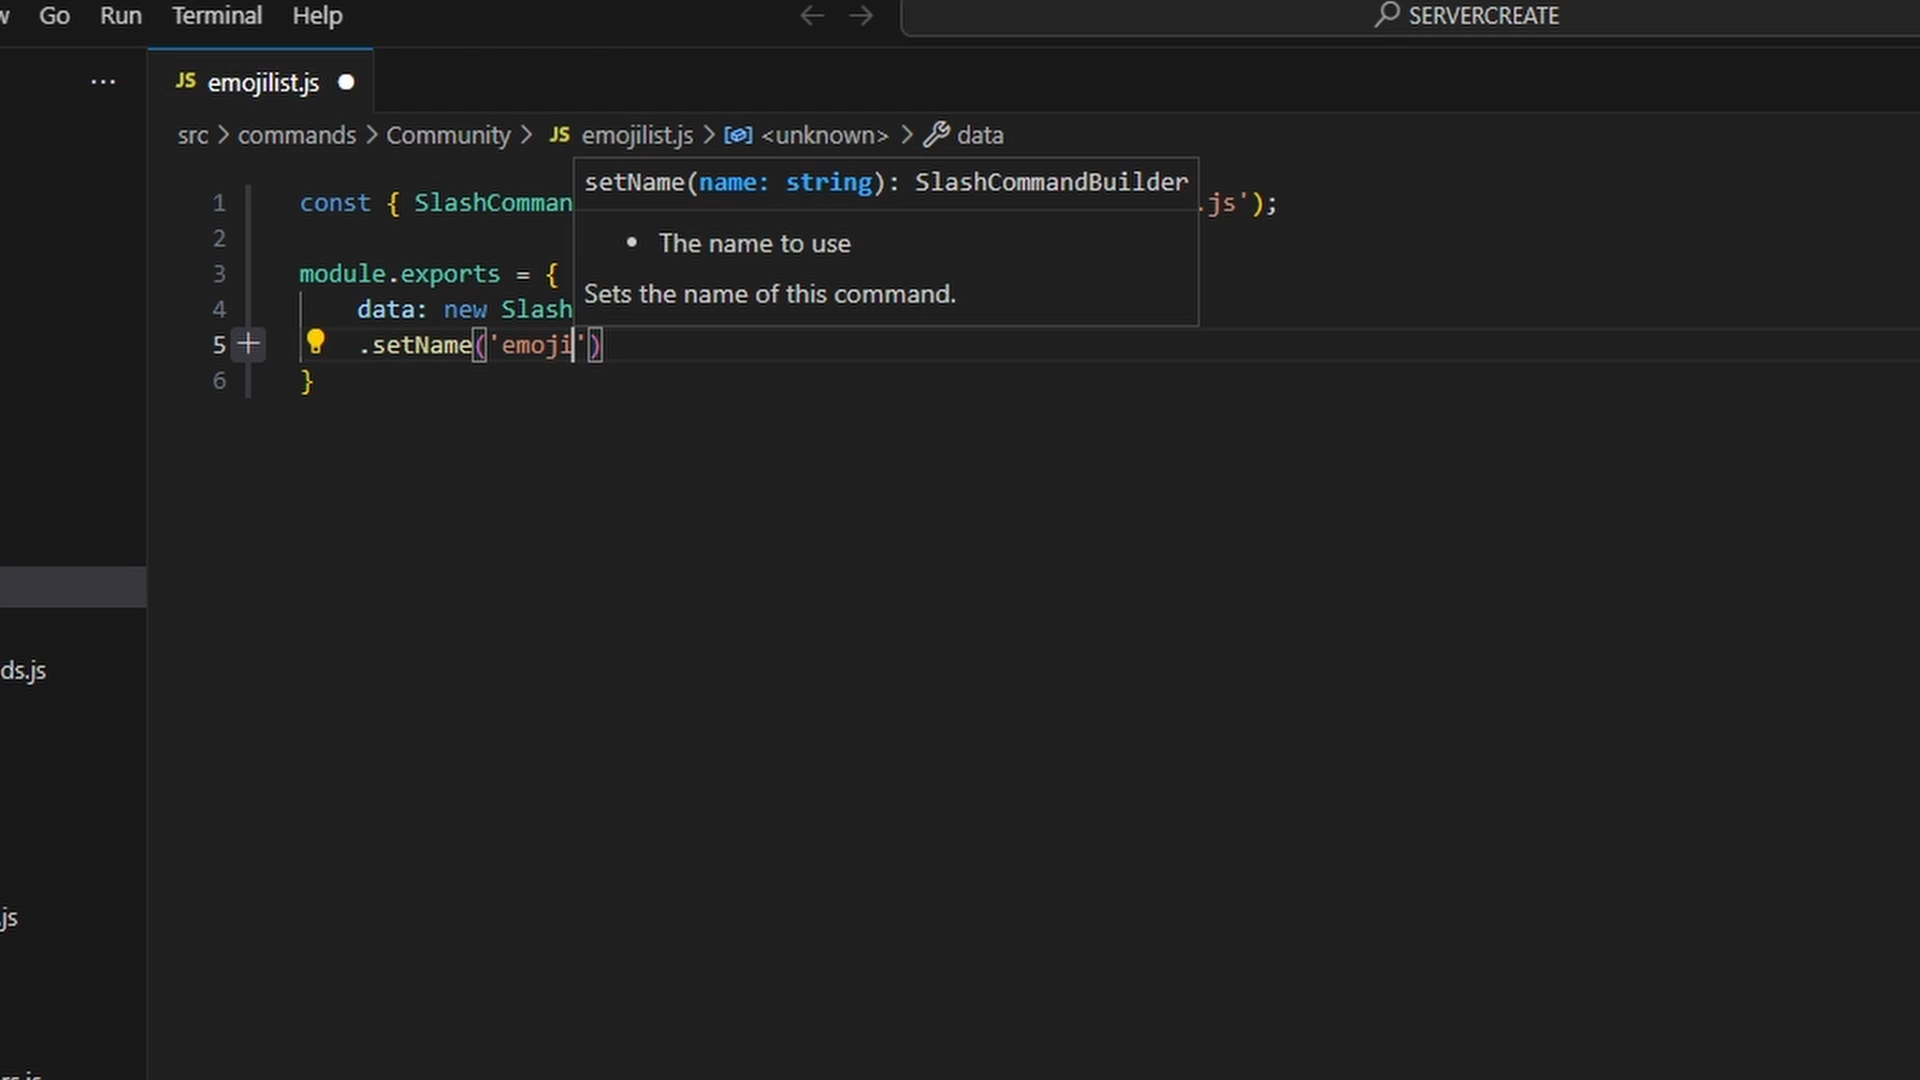 Go Run Terminal Help SERVERCREATE
JS emojilist.js
src > commands > Community > JS emojilist.js > <unknown> > data
setName(name: string): SlashCommandBuilder
1 const { SlashComman .js');
2
• The name to use
3 module.exports = {
Sets the name of this command.
4 data: new Slash
5 .setName('emoji')
6 }
ds.js
.js